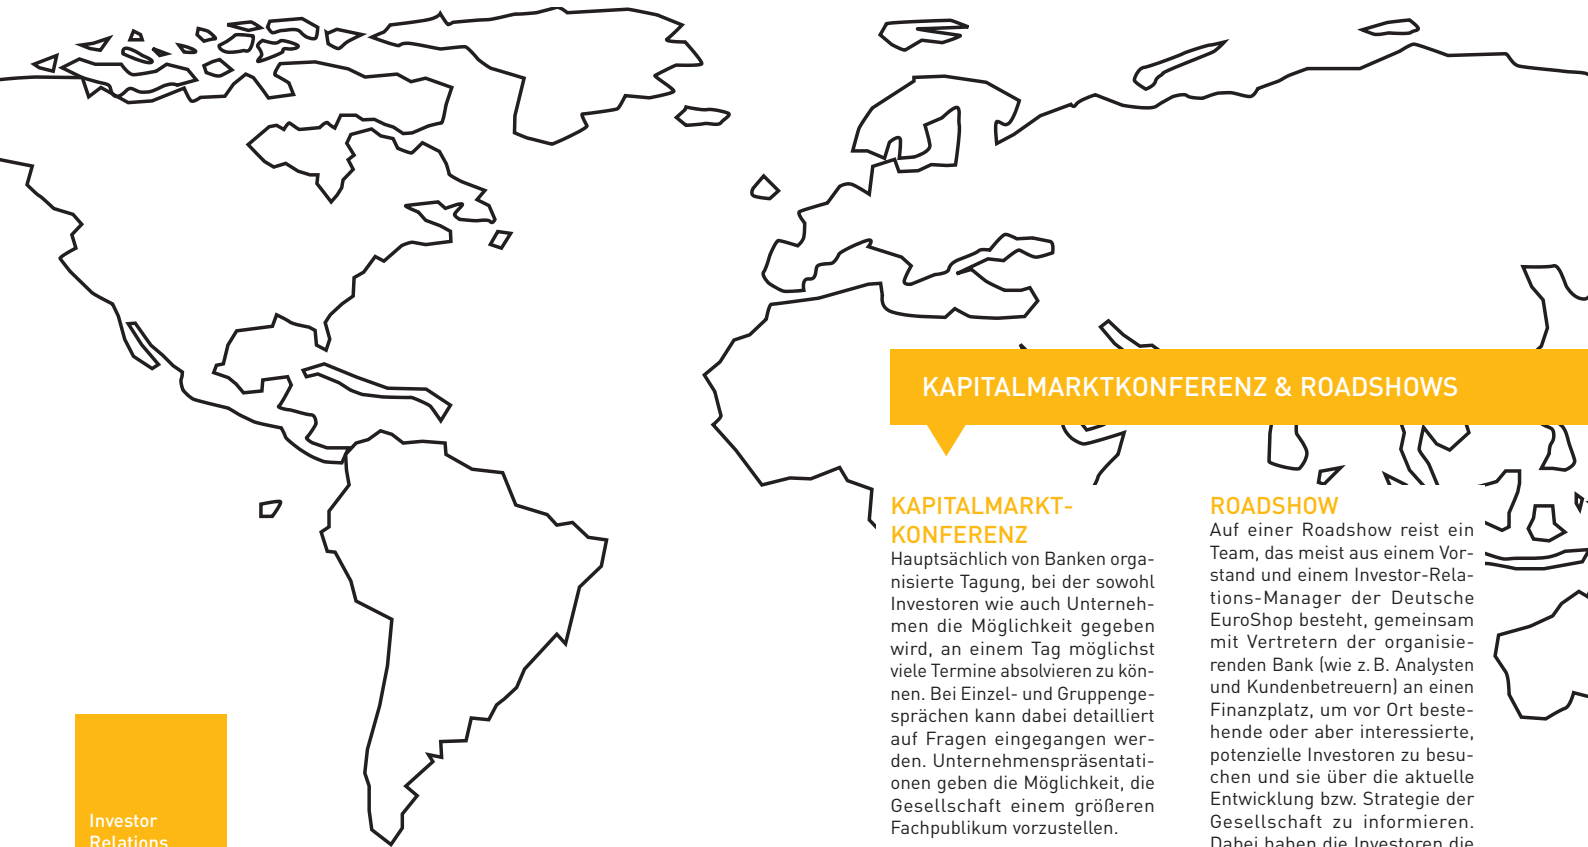 KAPITALMARKTKONFERENZ & ROADSHOWS
KAPITALMARKT-
KONFERENZ
Hauptsächlich von Banken orga-
nisierte Tagung, bei der sowohl
Investoren wie auch Unterneh-
men die Möglichkeit gegeben
wird, an einem Tag möglichst
viele Termine absolvieren zu kön-
nen. Bei Einzel- und Gruppenge-
sprächen kann dabei detailliert
auf Fragen eingegangen wer-
den. Unternehmenspräsentati-
onen geben die Möglichkeit, die
Gesellschaft einem größeren
Fachpublikum vorzustellen.
ROADSHOW
Auf einer Roadshow reist ein
Team, das meist aus einem Vor-
stand und einem Investor-Rela-
tions-Manager der Deutsche
EuroShop besteht, gemeinsam
mit Vertretern der organisie-
renden Bank (wie z. B. Analysten
und Kundenbetreuern) an einen
Finanzplatz, um vor Ort beste-
hende oder aber interessierte,
potenzielle Investoren zu besu-
chen und sie über die aktuelle
Entwicklung bzw. Strategie der
Gesellschaft zu informieren.
Dabei haben die Investoren die
Investor
Relations